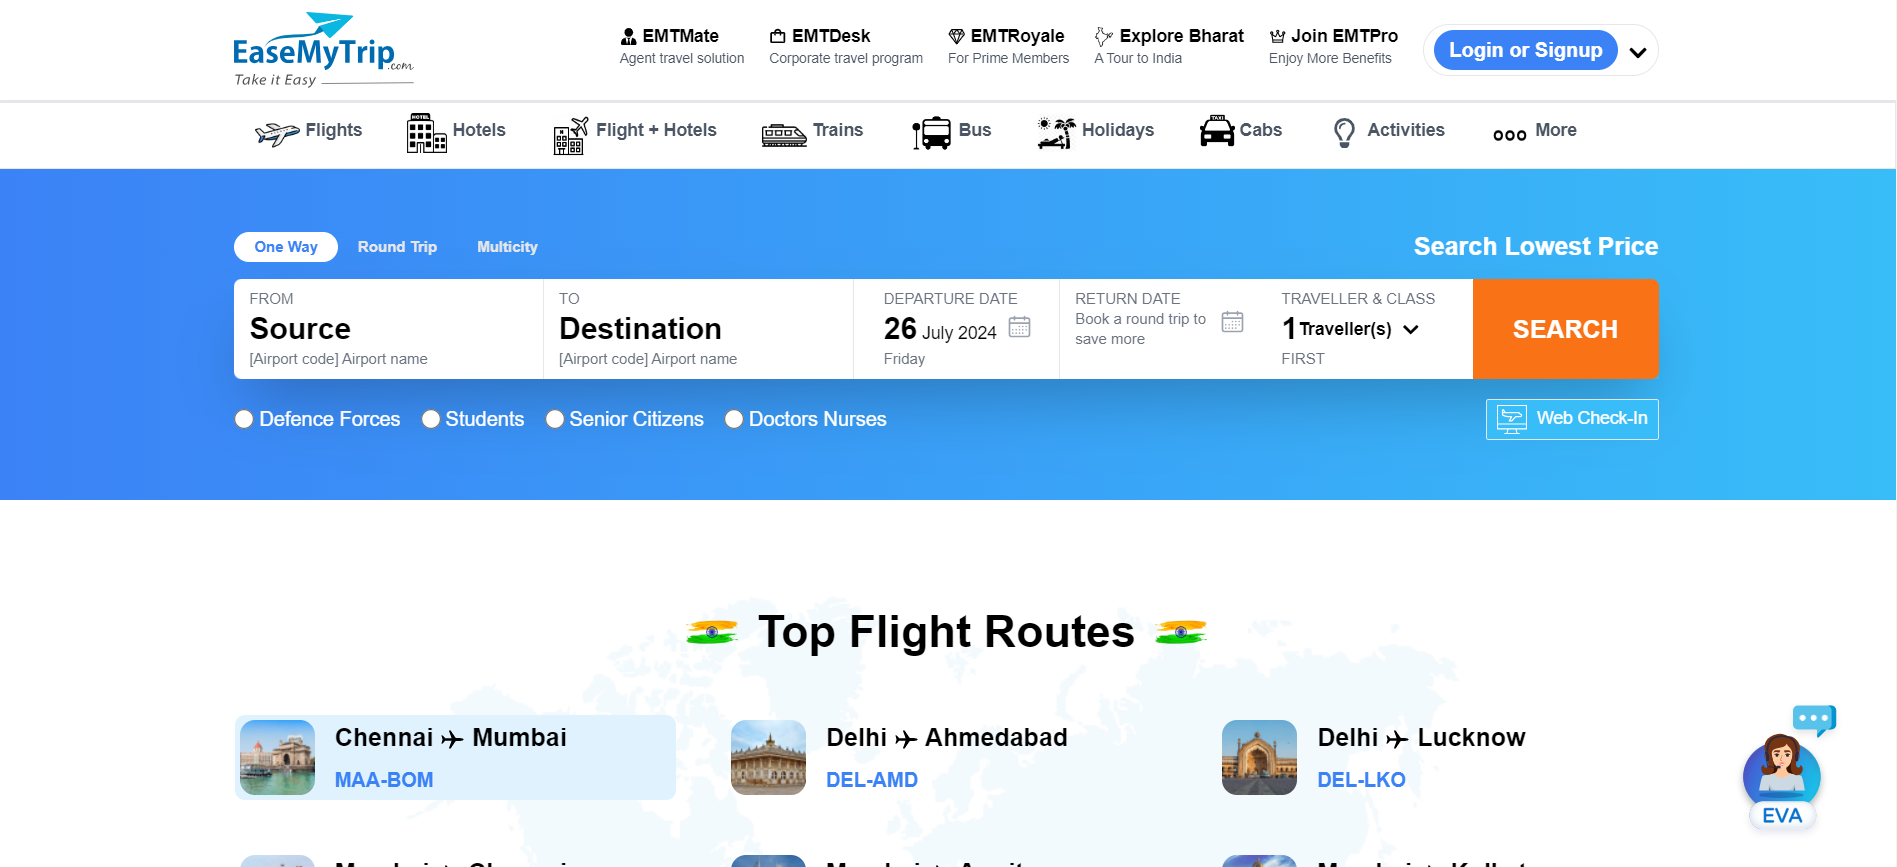 EaseMyTrip.com
Take it Easy
EMTMate
Agent travel solution
EMTDesk
Corporate travel program
EMTRoyale
For Prime Members
Explore Bharat
A Tour to India
Join EMTPro
Enjoy More Benefits
Login or Signup
Flights
HOTEL
Hotels
Flight + Hotels
Trains
Bus
Holidays
TAXI
Cabs
Activities
More
One Way
Round Trip
Multicity
Search Lowest Price
FROM
Source
[Airport code] Airport name
TO
Destination
[Airport code] Airport name
DEPARTURE DATE
26 July 2024
Friday
RETURN DATE
Book a round trip to
save more
TRAVELLER & CLASS
1 Traveller(s)
FIRST
SEARCH
Defence Forces
Students
Senior Citizens
Doctors Nurses
Web Check-In
Top Flight Routes
Chennai Mumbai
MAA-BOM
Delhi Ahmedabad
DEL-AMD
Delhi Lucknow
DEL-LKO
EVA